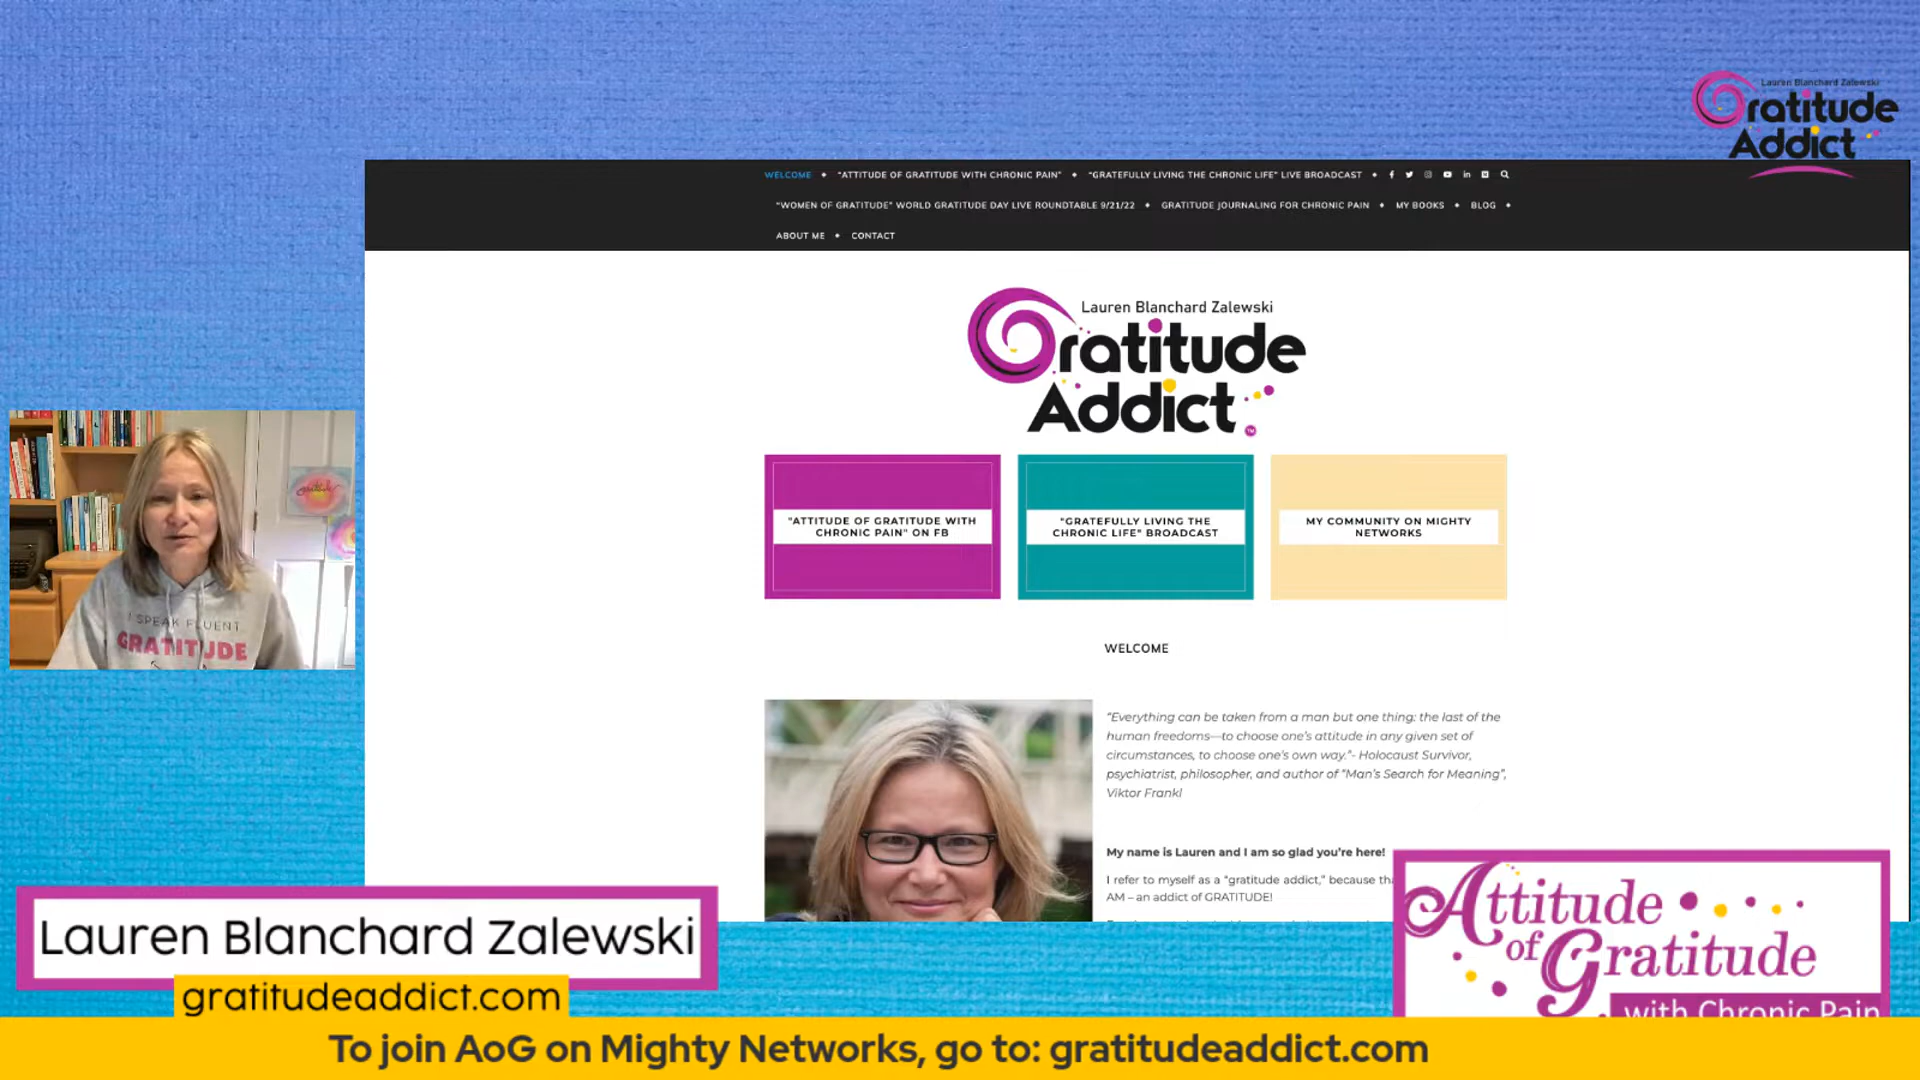 Lauren Blanchard Zalewski
Gratitude
Addict
WELCOME • "ATTITUDE OF GRATITUDE WITH CHRONIC PAIN" • "GRATEFULLY LIVING THE CHRONIC LIFE" LIVE BROADCAST •
"WOMEN OF GRATITUDE" WORLD GRATITUDE DAY LIVE ROUNDTABLE 9/21/22 • GRATITUDE JOURNALING FOR CHRONIC PAIN • MY BOOKS • BLOG •
ABOUT ME • CONTACT
Lauren Blanchard Zalewski
Gratitude
Addict
TM
"ATTITUDE OF GRATITUDE WITH
CHRONIC PAIN" ON FB
"GRATEFULLY LIVING THE
CHRONIC LIFE" BROADCAST
MY COMMUNITY ON MIGHTY
NETWORKS
WELCOME
"Everything can be taken from a man but one thing: the last of the
human freedoms—to choose one's attitude in any given set of
circumstances, to choose one's own way."- Holocaust Survivor,
psychiatrist, philosopher, and author of "Man's Search for Meaning",
Viktor Frankl
My name is Lauren and I am so glad you're here!
I refer to myself as a "gratitude addict," because
AM – an addict of GRATITUDE!
I SPEAK FLUENT
GRATITUDE
Lauren Blanchard Zalewski
gratitudeaddict.com
Attitude
of
Gratitude
with Chronic Pain
To join AoG on Mighty Networks, go to: gratitudeaddict.com